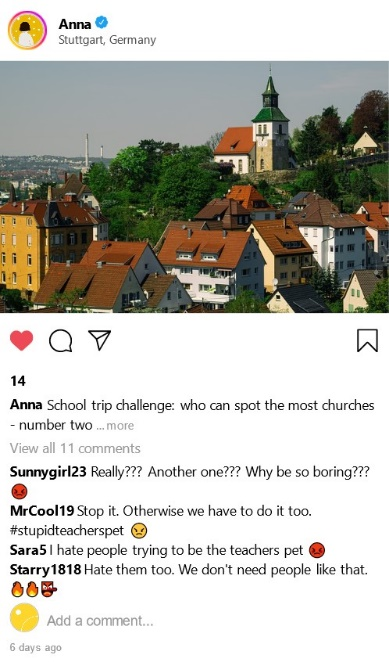 Anna
Stuttgart, Germany
14
Anna School trip challenge: who can spot the most churches
- number two ... more
View all 11 comments
Sunnygirl23 Really??? Another one??? Why be so boring???
😡
MrCool19 Stop it. Otherwise we have to do it too.
#stupidteacherspet 😠
Sara5 I hate people trying to be the teachers pet 😡
Starry1818 Hate them too. We don't need people like that.
🔥🔥👺
Add a comment...
6 days ago